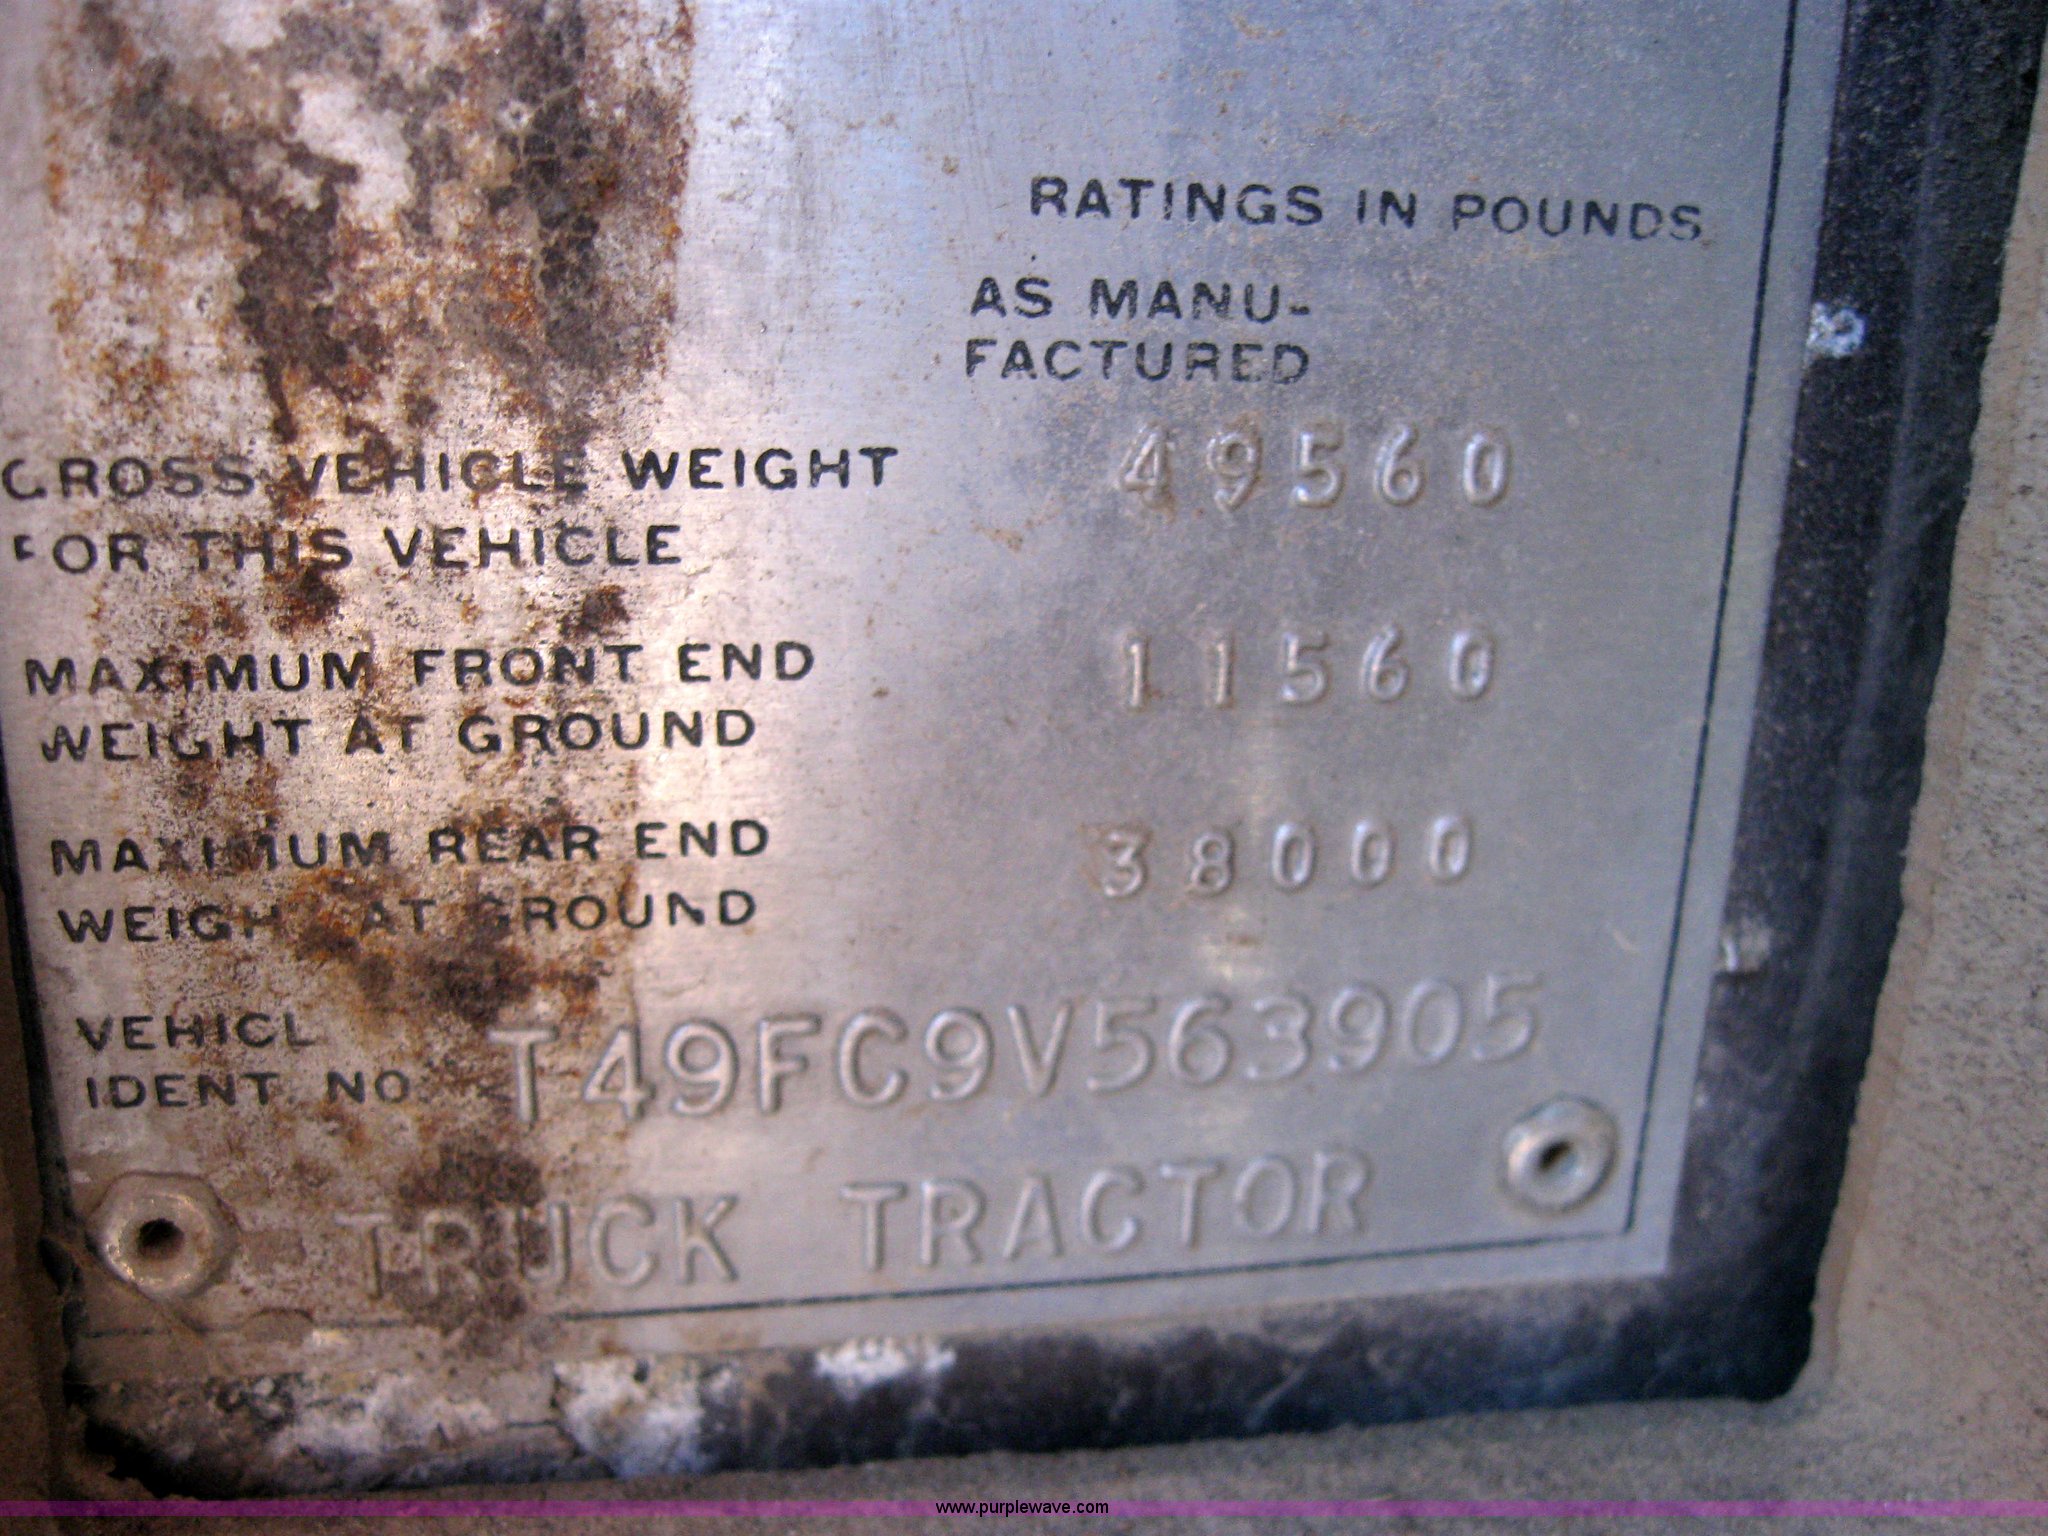 RATINGS IN POUNDS
AS MANU-
FACTURED
GROSS VEHICLE WEIGHT 49560
FOR THIS VEHICLE
MAXIMUM FRONT END 11560
WEIGHT AT GROUND
MAXIMUM REAR END 38000
WEIGHT AT GROUND
VEHICL
IDENT NO. T49FC9V563905
TRUCK TRACTOR
www.purplewave.com